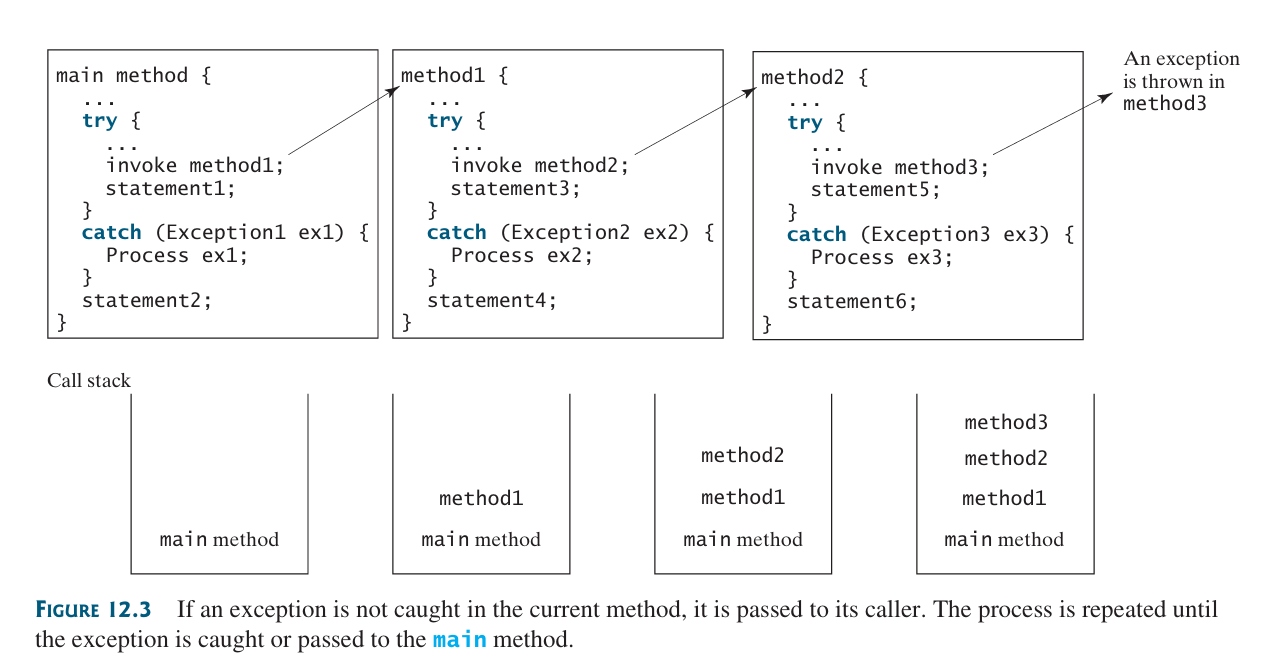 main method {
...
try {
...
invoke method1;
statement1;
}
catch (Exception1 ex1) {
Process ex1;
}
statement2;
}
method1 {
...
try {
...
invoke method2;
statement3;
}
catch (Exception2 ex2) {
Process ex2;
}
statement4;
}
method2 {
...
try {
...
invoke method3;
statement5;
}
catch (Exception3 ex3) {
Process ex3;
}
statement6;
}
An exception
is thrown in
method3
Call stack
main method
method1
main method
method2
method1
main method
method3
method2
method1
main method
FIGURE 12.3 If an exception is not caught in the current method, it is passed to its caller. The process is repeated until
the exception is caught or passed to the main method.